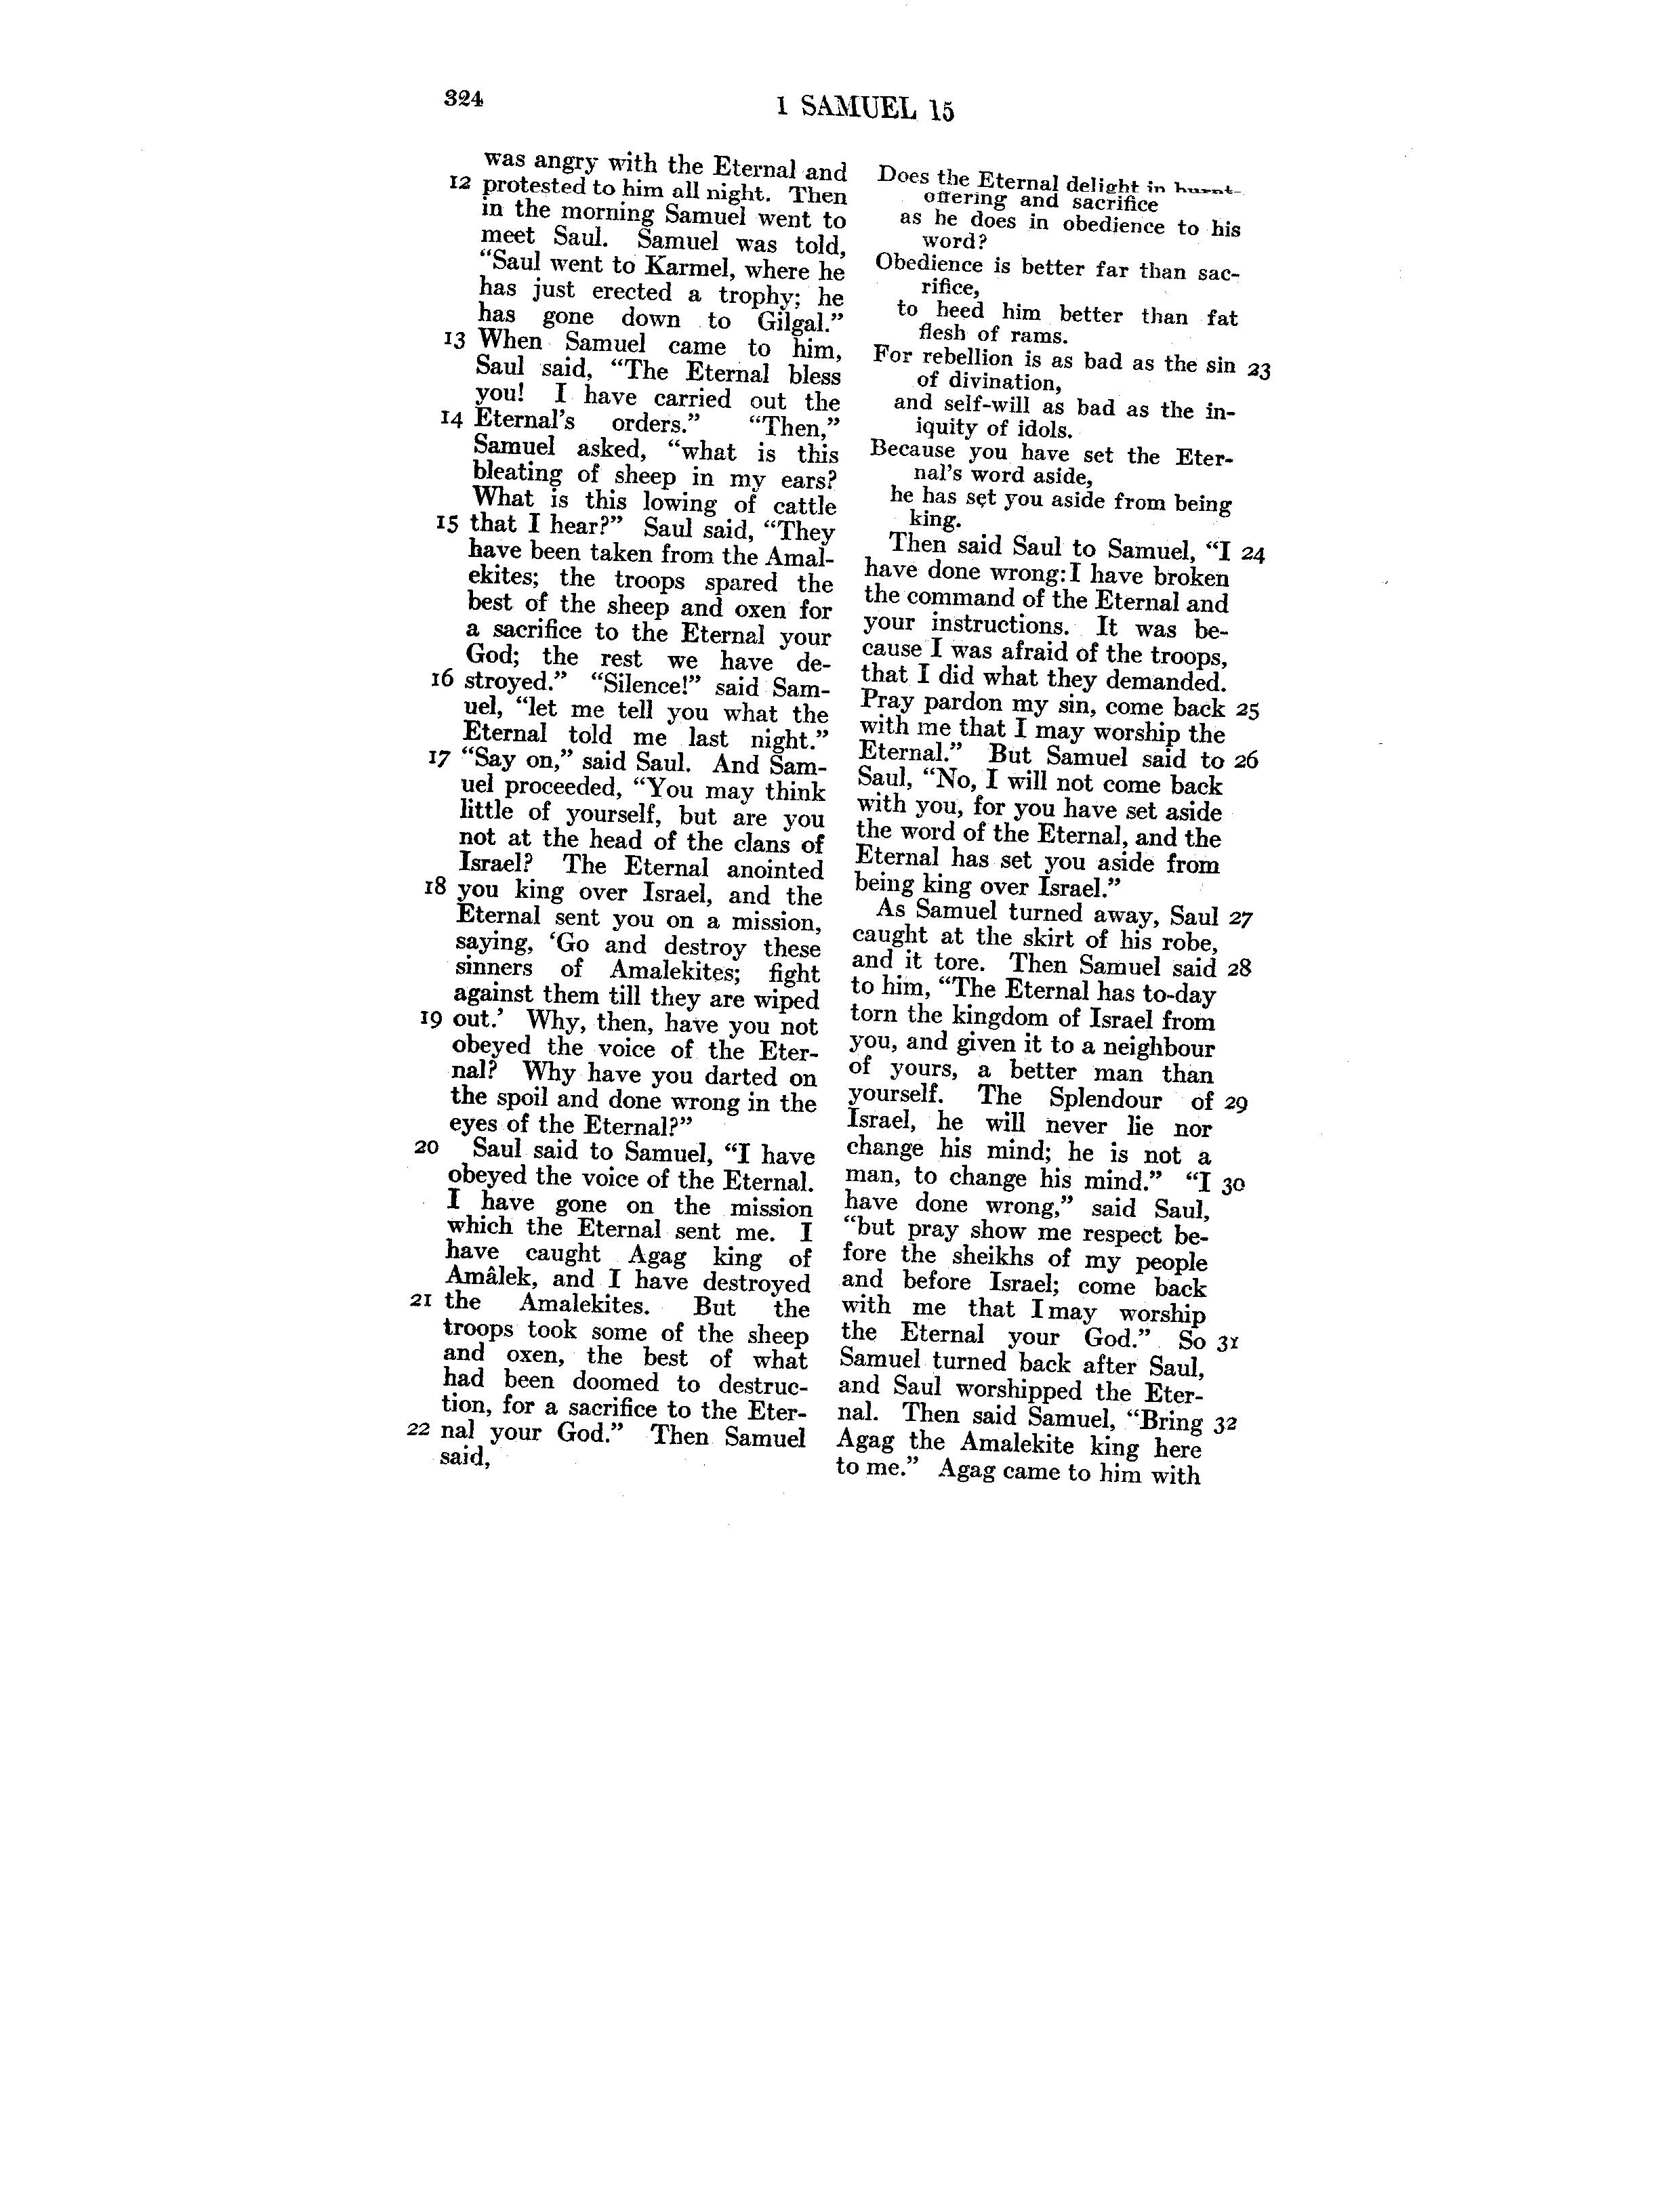 324
1 SAMUEL 15
was angry with the Eternal and
12 protested to him all night. Then
in the morning Samuel went to
meet Saul. Samuel was told,
“Saul went to Karmel, where he
has just erected a trophy; he
has gone down to Gilgal.”
13 When Samuel came to him,
Saul said, “The Eternal bless
you! I have carried out the
14 Eternal’s orders.” “Then,”
Samuel asked, “what is this
bleating of sheep in my ears?
What is this lowing of cattle
15 that I hear?” Saul said, “They
have been taken from the Amal-
ekites; the troops spared the
best of the sheep and oxen for
a sacrifice to the Eternal your
God; the rest we have de-
16 stroyed.” “Silence!” said Sam-
uel, “let me tell you what the
Eternal told me last night.”
17 “Say on,” said Saul. And Sam-
uel proceeded, “You may think
little of yourself, but are you
not at the head of the clans of
Israel? The Eternal anointed
18 you king over Israel, and the
Eternal sent you on a mission,
saying, ‘Go and destroy these
sinners of Amalekites; fight
against them till they are wiped
19 out.’ Why, then, have you not
obeyed the voice of the Eter-
nal? Why have you darted on
the spoil and done wrong in the
eyes of the Eternal?”
20 Saul said to Samuel, “I have
obeyed the voice of the Eternal.
I have gone on the mission
which the Eternal sent me. I
have caught Agag king of
Amâlek, and I have destroyed
21 the Amalekites. But the
troops took some of the sheep
and oxen, the best of what
had been doomed to destruc-
tion, for a sacrifice to the Eter-
22 nal your God.” Then Samuel
said,
Does the Eternal delight in burnt-
offering and sacrifice
as he does in obedience to his
word?
Obedience is better far than sac-
rifice,
to heed him better than fat
flesh of rams.
For rebellion is as bad as the sin 23
of divination,
and self-will as bad as the in-
iquity of idols.
Because you have set the Eter-
nal’s word aside,
he has set you aside from being
king.
Then said Saul to Samuel, “I 24
have done wrong: I have broken
the command of the Eternal and
your instructions. It was be-
cause I was afraid of the troops,
that I did what they demanded.
Pray pardon my sin, come back 25
with me that I may worship the
Eternal.” But Samuel said to 26
Saul, “No, I will not come back
with you, for you have set aside
the word of the Eternal, and the
Eternal has set you aside from
being king over Israel.”
As Samuel turned away, Saul 27
caught at the skirt of his robe,
and it tore. Then Samuel said 28
to him, “The Eternal has to-day
torn the kingdom of Israel from
you, and given it to a neighbour
of yours, a better man than
yourself. The Splendour of 29
Israel, he will never lie nor
change his mind; he is not a
man, to change his mind.” “I 30
have done wrong,” said Saul,
“but pray show me respect be-
fore the sheikhs of my people
and before Israel; come back
with me that I may worship
the Eternal your God.” So 31
Samuel turned back after Saul,
and Saul worshipped the Eter-
nal. Then said Samuel, “Bring 32
Agag the Amalekite king here
to me.” Agag came to him with